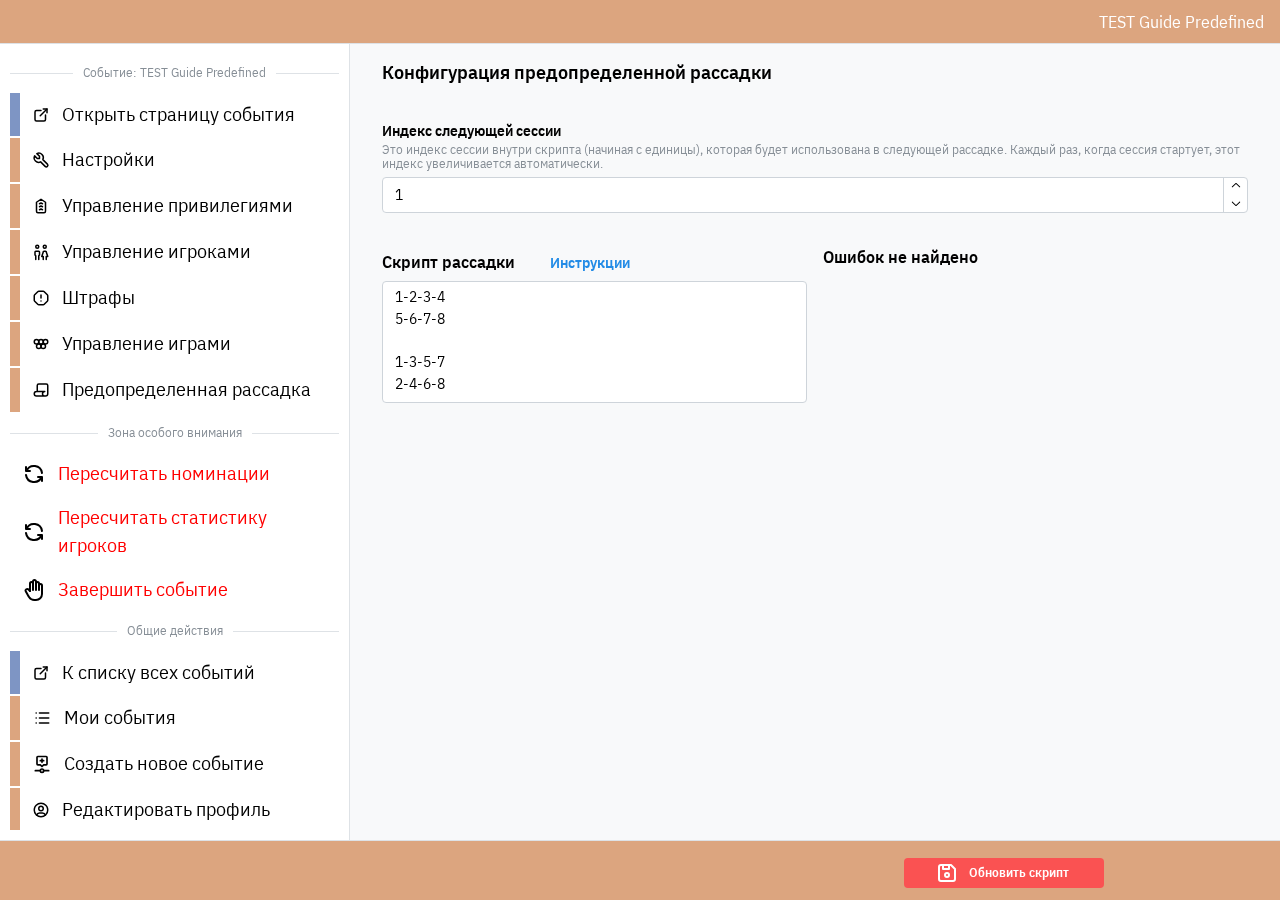 TEST Guide Predefined
Событие: TEST Guide Predefined
Открыть страницу события
Настройки
Управление привилегиями
Управление игроками
Штрафы
Управление играми
Предопределенная рассадка
Зона особого внимания
Пересчитать номинации
Пересчитать статистику
игроков
Завершить событие
Общие действия
К списку всех событий
Мои события
Создать новое событие
Редактировать профиль
Конфигурация предопределенной рассадки
Индекс следующей сессии
Это индекс сессии внутри скрипта (начиная с единицы), которая будет использована в следующей рассадке. Каждый раз, когда сессия стартует, этот
индекс увеличивается автоматически.
1
Скрипт рассадки Инструкции
1-2-3-4
5-6-7-8
1-3-5-7
2-4-6-8
Ошибок не найдено
Обновить скрипт